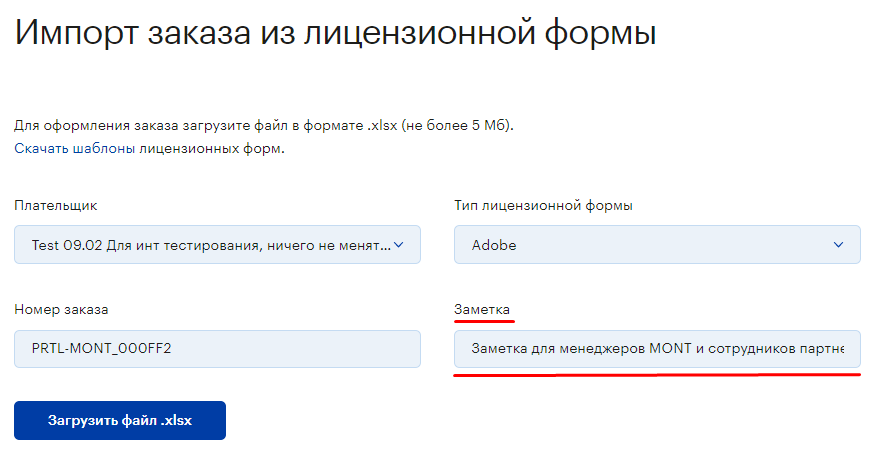 Импорт заказа из лицензионной формы
Для оформления заказа загрузите файл в формате .xlsx (не более 5 Мб).
Скачать шаблоны лицензионных форм.
Плательщик
Test 09.02 Для инт тестирования, ничего не менят...
Тип лицензионной формы
Adobe
Номер заказа
PRTL-MONT_000FF2
Заметка
Заметка для менеджеров MONT и сотрудников партне
Загрузить файл .xlsx